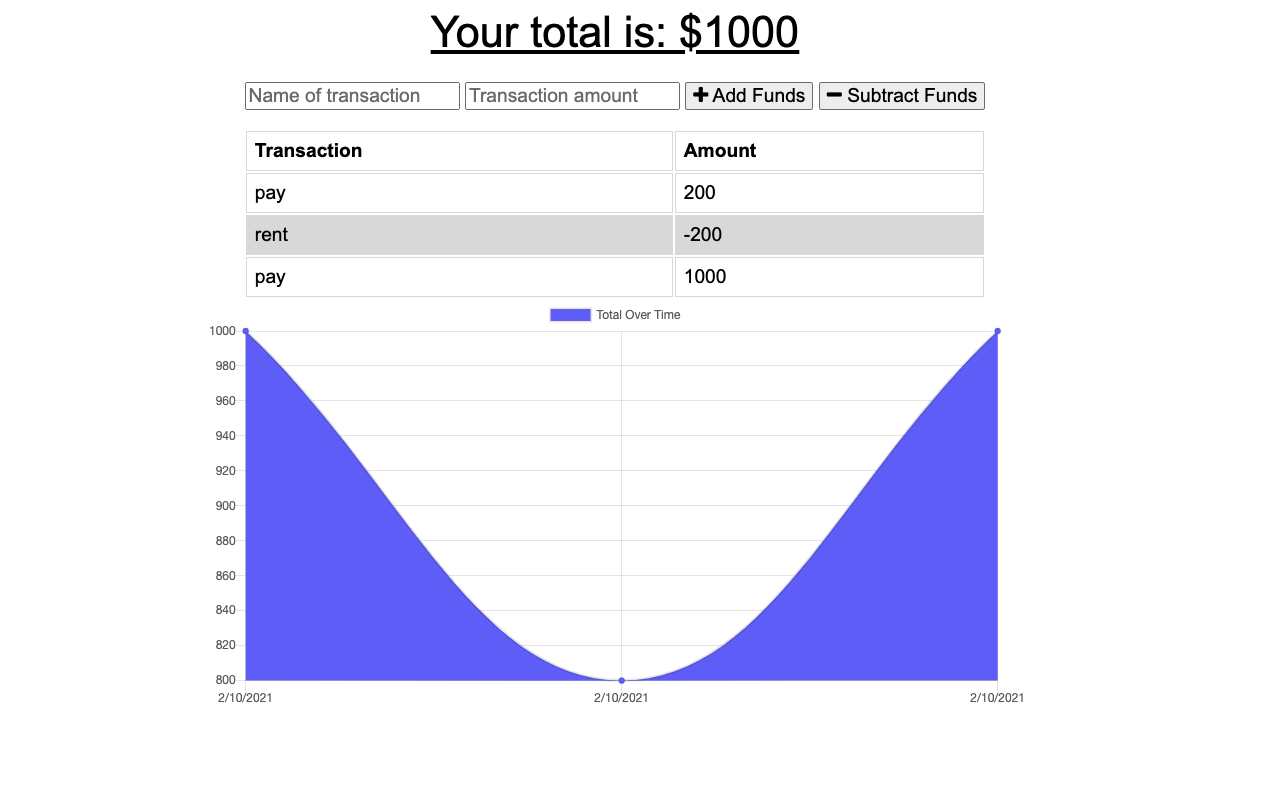 Your total is: $1000
Name of transaction Transaction amount Add Funds Subtract Funds
Transaction Amount
pay 200
rent -200
pay 1000
Total Over Time
1000
980
960
940
920
900
880
860
840
820
800
2/10/2021 2/10/2021 2/10/2021